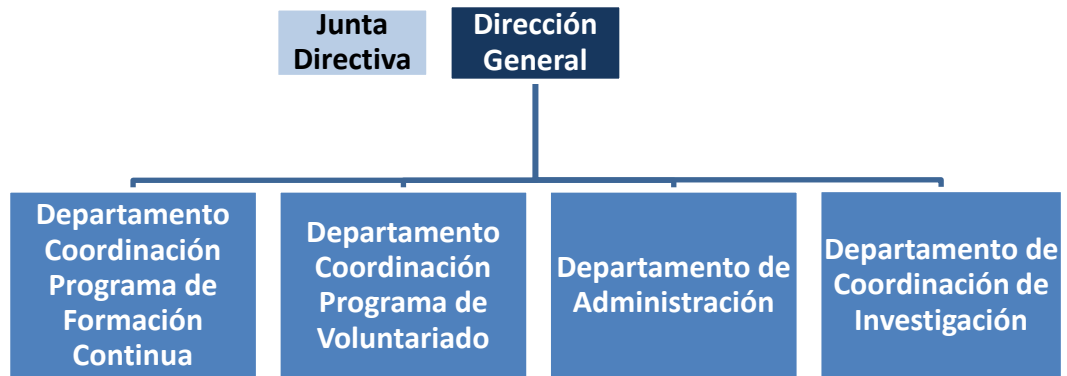 Junta
Directiva
Dirección
General
Departamento
Coordinación
Programa de
Formación
Continua
Departamento
Coordinación
Programa de
Voluntariado
Departamento de
Administración
Departamento de
Coordinación de
Investigación